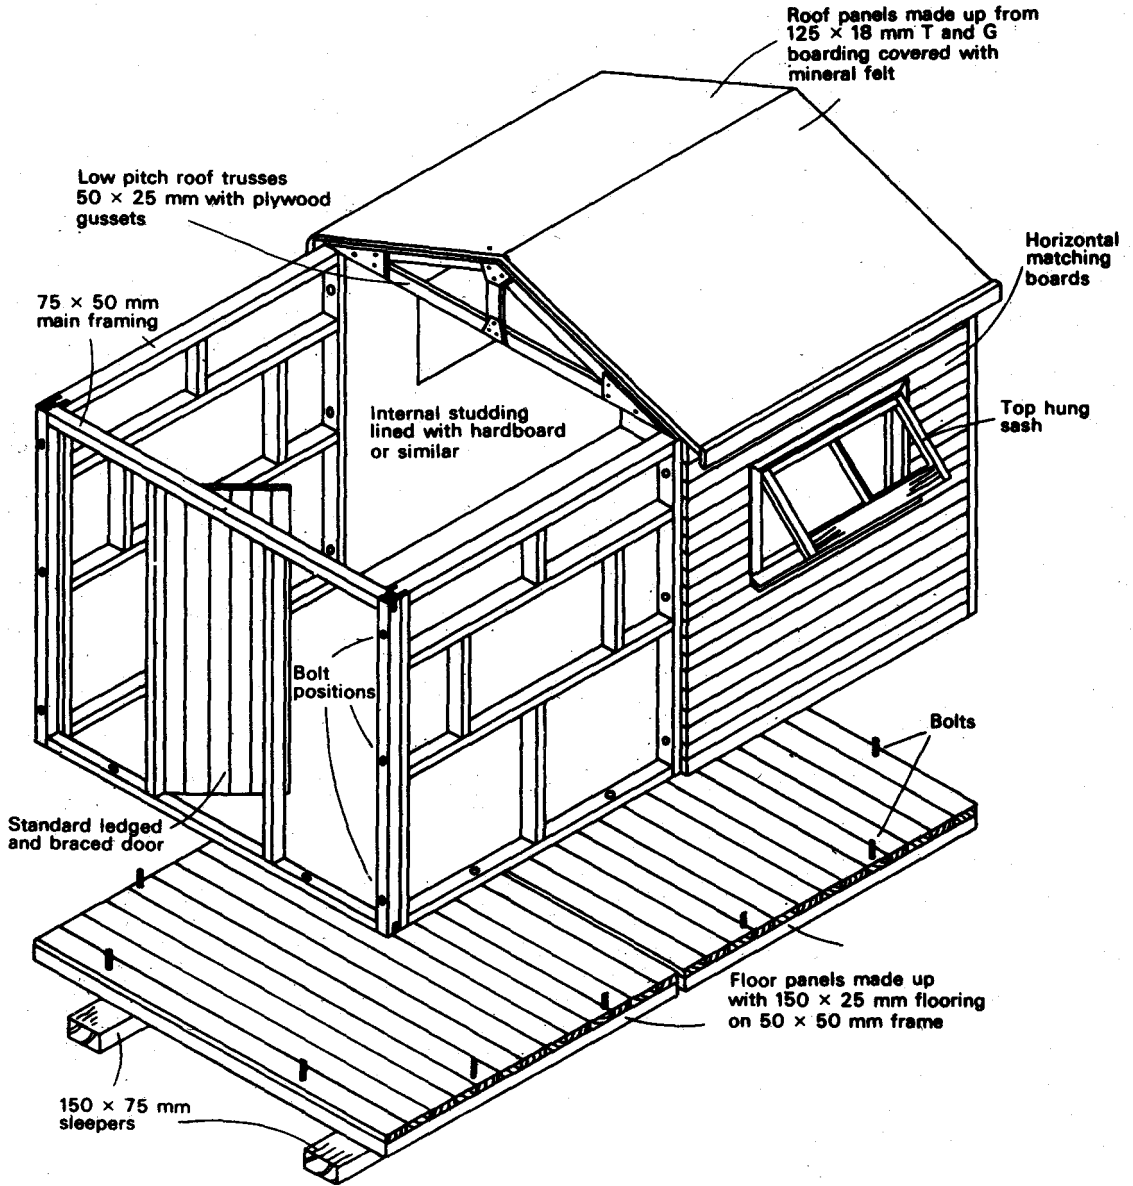 Roof panels made up from
125 × 18 mm T and G
boarding covered with
mineral felt
Low pitch roof trusses
50 × 25 mm with plywood
gussets
Horizontal
matching
boards
75 × 50 mm
main framing
Top hung
sash
Internal studding
lined with hardboard
or similar
Bolt
positions
Bolts
Standard ledged
and braced door
Floor panels made up
with 150 × 25 mm flooring
on 50 × 50 mm frame
150 × 75 mm
sleepers